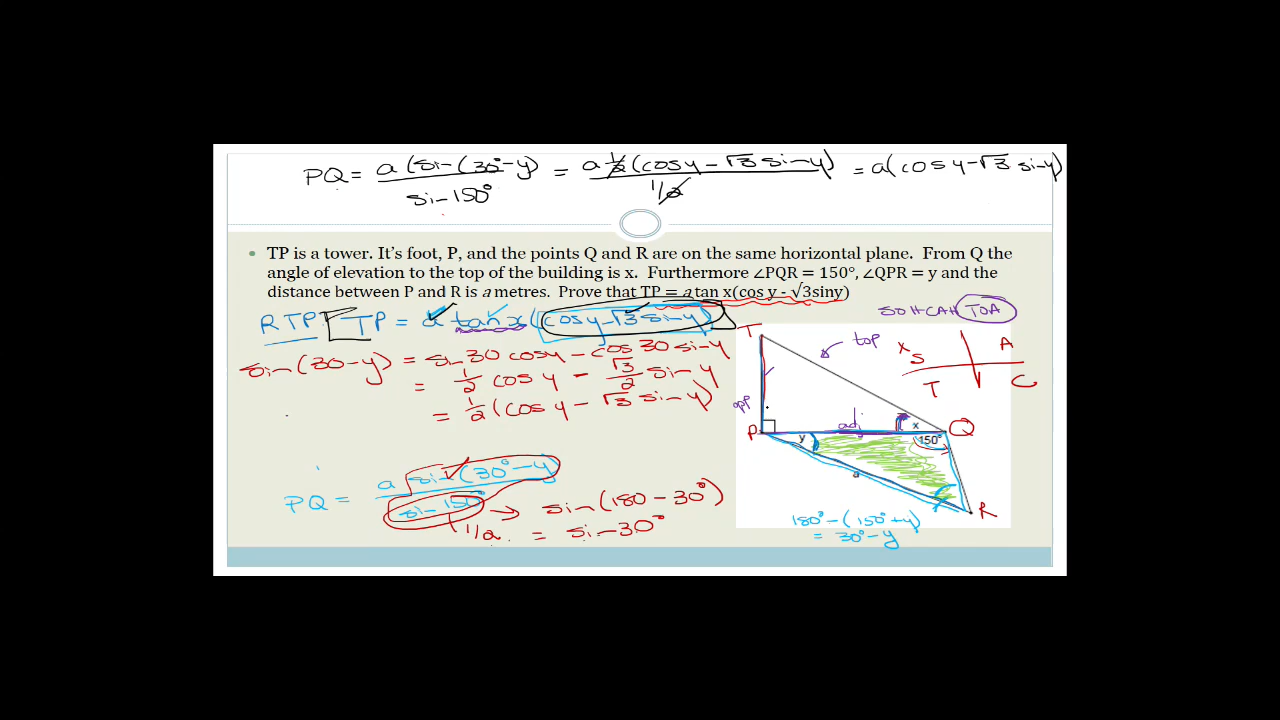 PQ = a (sin (30° - y) / sin 150° = a 1/2 (cos y - √3 sin y) / 1/2 = a( cos y - √3 sin y)
• TP is a tower. It's foot, P, and the points Q and R are on the same horizontal plane. From Q the
angle of elevation to the top of the building is x. Furthermore ∠PQR = 150°, ∠QPR = y and the
distance between P and R is a metres. Prove that TP = a tan x(cos y - √3siny)
RTP: TP = a tan x (cos y - √3 sin y)
SOHCAH TOA
sin (30 - y) = sin 30 cos y - cos 30 sin y
= 1/2 cos y - √3/2 sin y
= 1/2 (cos y - √3 sin y)
PQ = a sin (30° - y) / sin 150° → sin (180 - 30°)
1/2 = sin 30°
T
top
opp
P
adj
x
Q
y
150°
a
R
S A
T C
180° - (150° + y)
= 30° - y